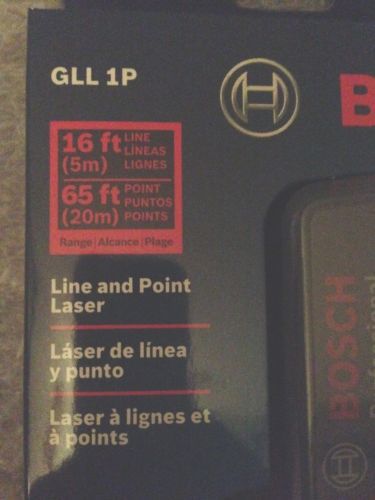 GLL 1P
B
16 ft LINE
(5m) LÍNEAS
LIGNES
65 ft POINT
(20m) PUNTOS
POINTS
Range|Alcance|Plage
Line and Point
Laser
Láser de línea
y punto
Laser à lignes et
à points
BOSCH